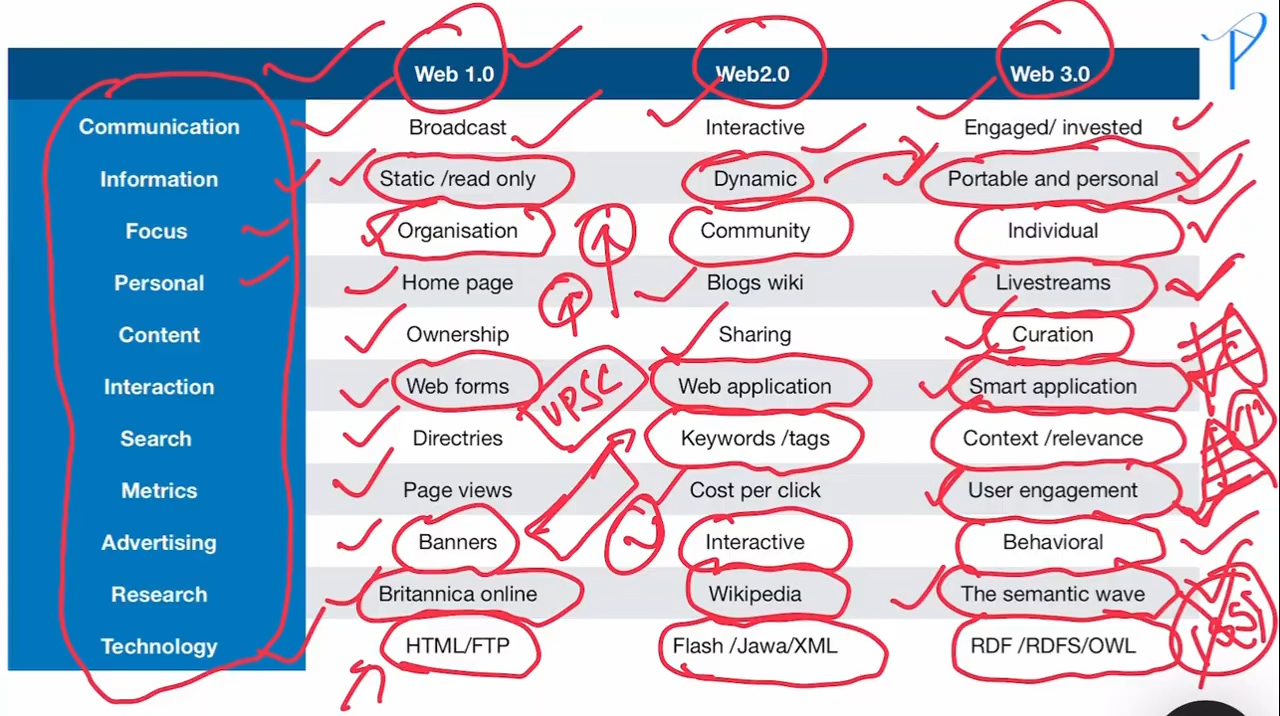 Web 1.0 Web2.0 Web 3.0
Communication Broadcast Interactive Engaged/ invested
Information Static /read only Dynamic Portable and personal
Focus Organisation Community Individual
Personal Home page Blogs wiki Livestreams
Content Ownership Sharing Curation
Interaction Web forms Web application Smart application
UPSC
Search Directries Keywords /tags Context /relevance
Metrics Page views Cost per click User engagement
Advertising Banners Interactive Behavioral
2
Research Britannica online Wikipedia The semantic wave
Technology HTML/FTP Flash /Jawa/XML RDF /RDFS/OWL